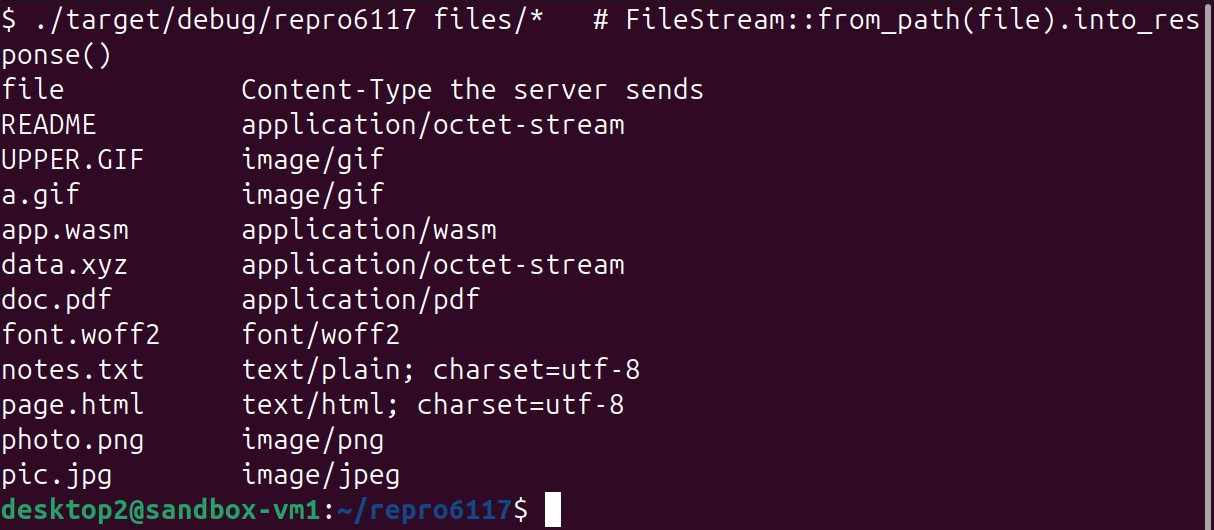 $ ./target/debug/repro6117 files/*   # FileStream::from_path(file).into_res
ponse()
file           Content-Type the server sends
README         application/octet-stream
UPPER.GIF      image/gif
a.gif          image/gif
app.wasm       application/wasm
data.xyz       application/octet-stream
doc.pdf        application/pdf
font.woff2     font/woff2
notes.txt      text/plain; charset=utf-8
page.html      text/html; charset=utf-8
photo.png      image/png
pic.jpg        image/jpeg
desktop2@sandbox-vm1:~/repro6117$